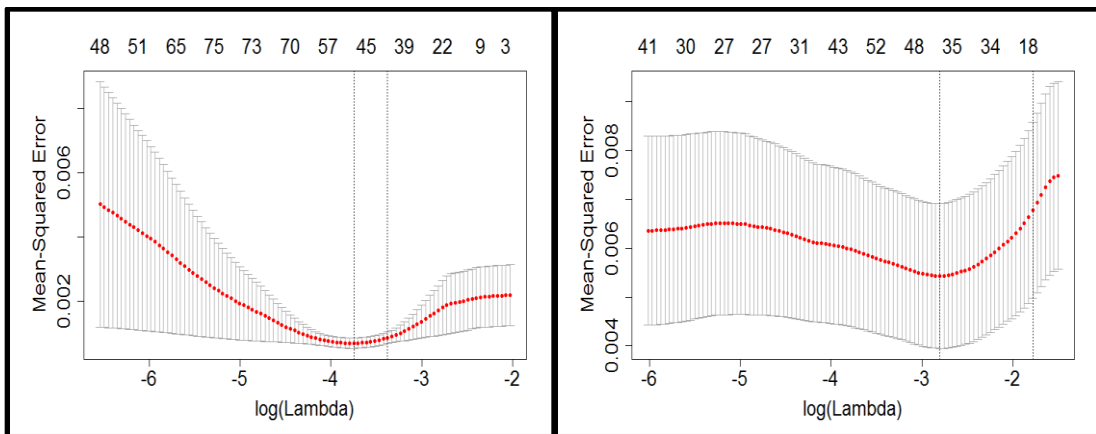 48 51 65 75 73 70 57 45 39 22 9 3
Mean-Squared Error
0.006
0.002
-6 -5 -4 -3 -2
log(Lambda)
41 30 27 27 31 43 52 48 35 34 18
Mean-Squared Error
0.008
0.006
0.004
-6 -5 -4 -3 -2
log(Lambda)